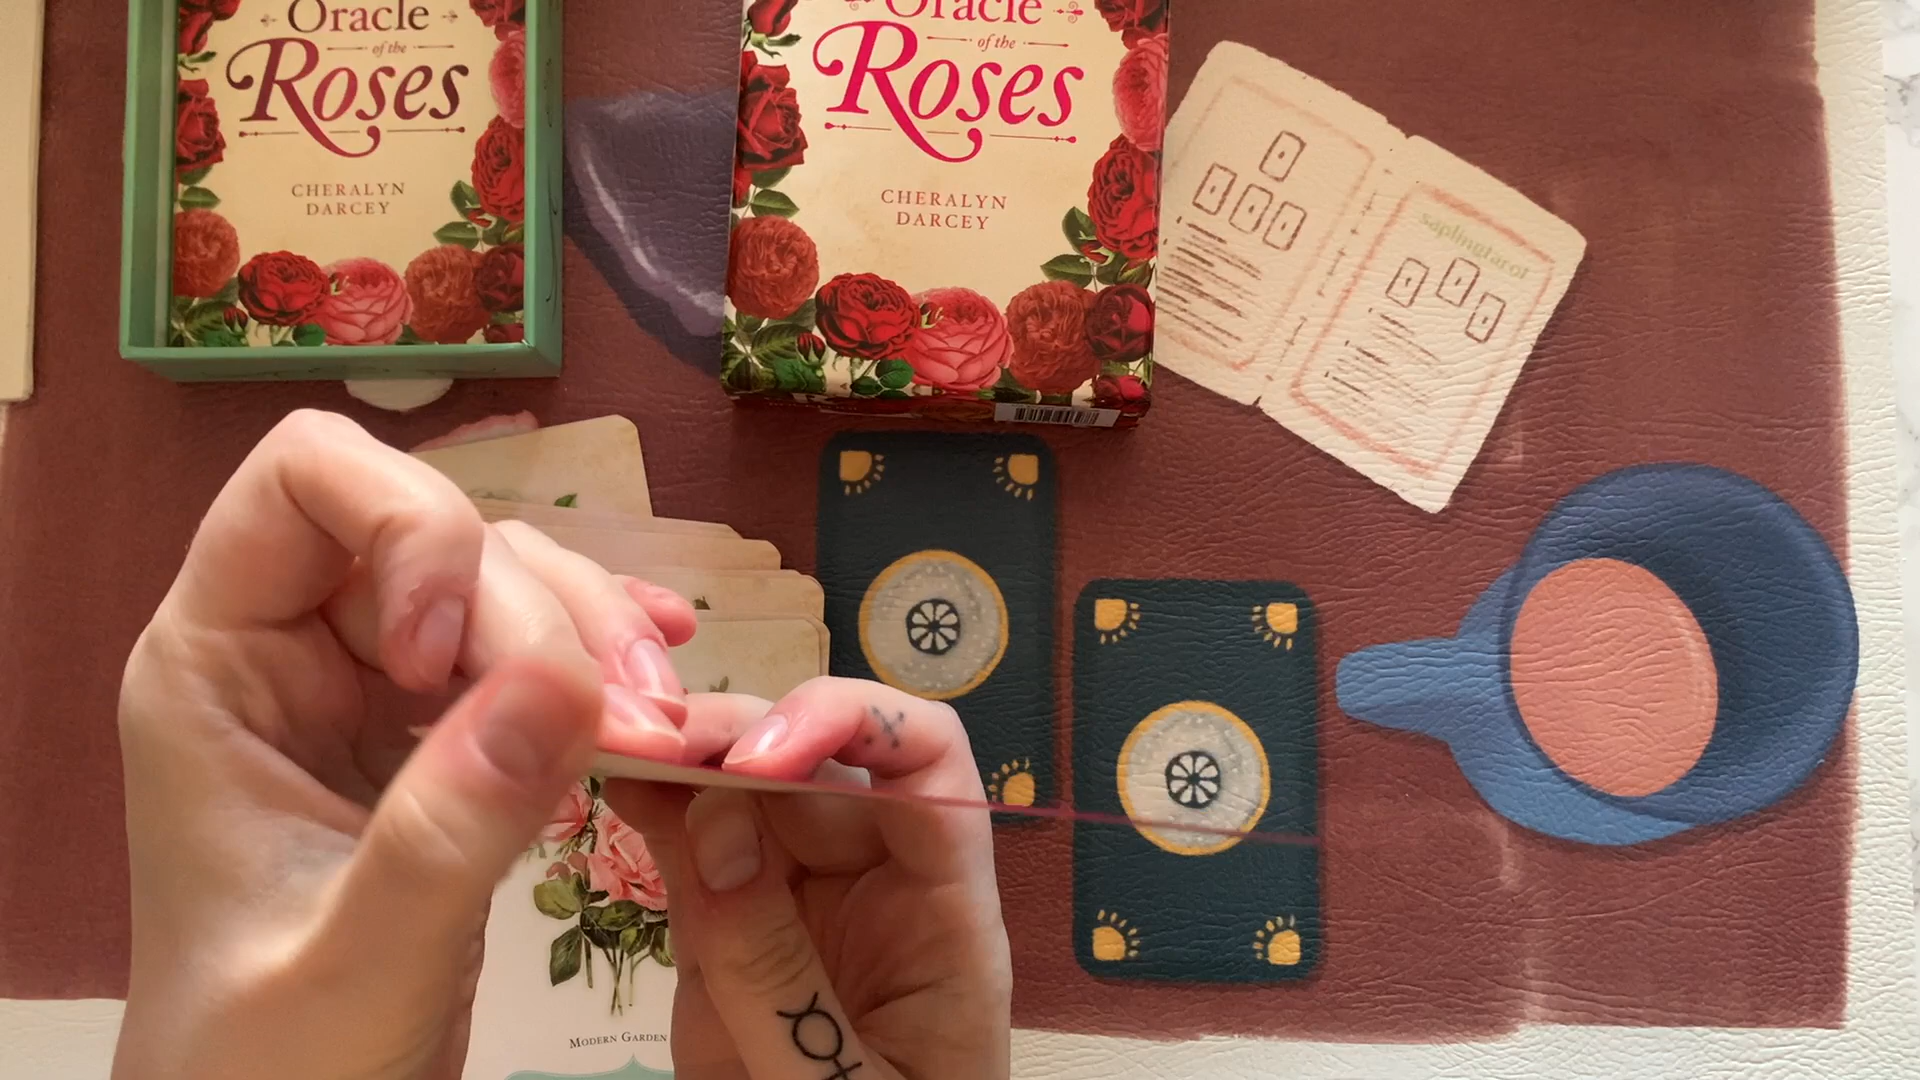 Oracle
of the
Roses
CHERALYN
DARCEY
Oracle
of the
Roses
CHERALYN
DARCEY
saplingtarot
MODERN GARDEN